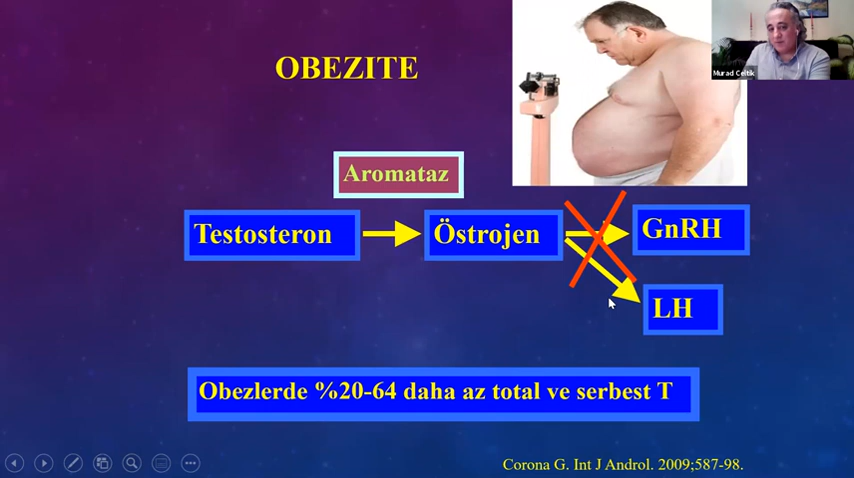 OBEZITE
Murad Celtik
Aromataz
Testosteron
Östrojen
GnRH
LH
Obezlerde %20-64 daha az total ve serbest T
Corona G. Int J Androl. 2009;587-98.